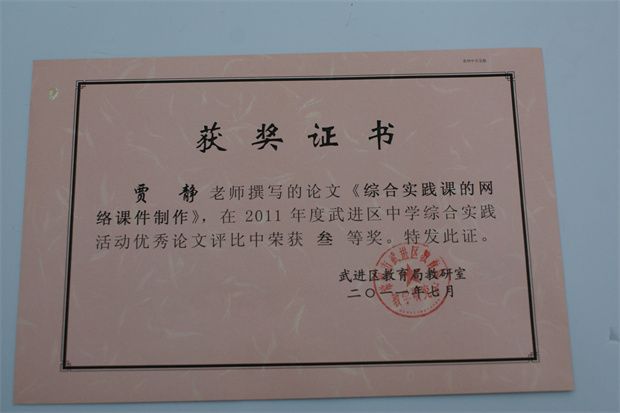 获奖证书
贾 静 老师撰写的论文《综合实践课的网
络课件制作》，在 2011 年度武进区中学综合实践
活动优秀论文评比中荣获 叁 等奖。特发此证。
武进区教育局教研室
二〇一一年七月